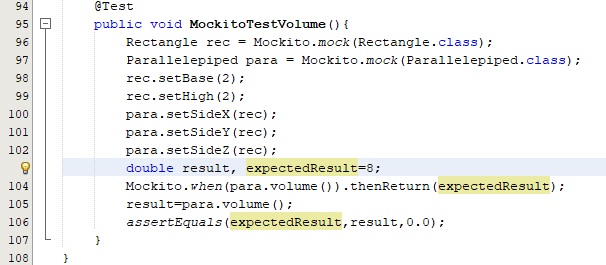 94 @Test
95 public void MockitoTestVolume(){
96 Rectangle rec = Mockito.mock(Rectangle.class);
97 Parallelepiped para = Mockito.mock(Parallelepiped.class);
98 rec.setBase(2);
99 rec.setHigh(2);
100 para.setSideX(rec);
101 para.setSideY(rec);
102 para.setSideZ(rec);
double result, expectedResult=8;
104 Mockito.when(para.volume()).thenReturn(expectedResult);
105 result=para.volume();
106 assertEquals(expectedResult,result,0.0);
107 }
108 }